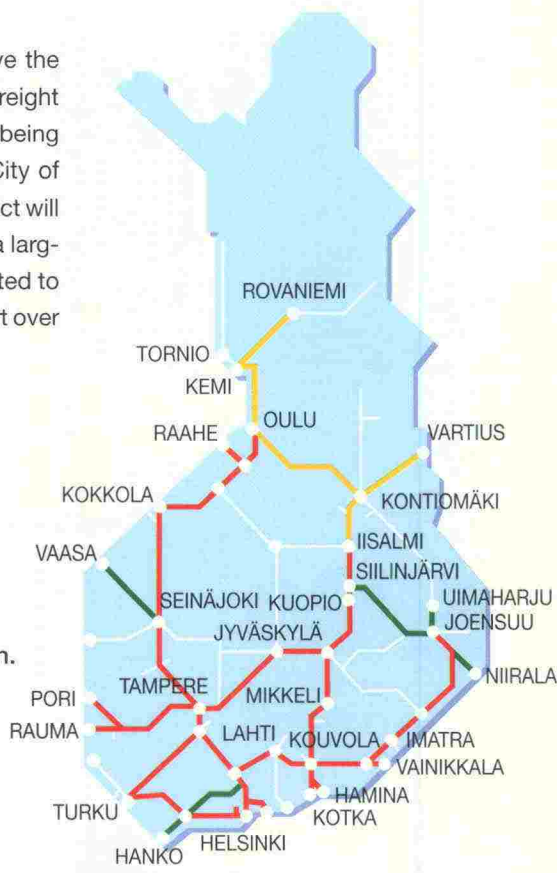 ve the
reight
being
City of
ct will
a larg-
ted to
t over
n.
ROVANIEMI
TORNIO
KEMI
OULU
RAAHE
VARTIUS
KOKKOLA
KONTIOMÄKI
VAASA
IISALMI
SIILINJÄRVI
SEINÄJOKI
KUOPIO
UIMAHARJU
JOENSUU
JYVÄSKYLÄ
NIIRALA
PORI
TAMPERE
MIKKELI
RAUMA
LAHTI
KOUVOLA
IMATRA
VAINIKKALA
TURKU
HAMINA
KOTKA
HELSINKI
HANKO